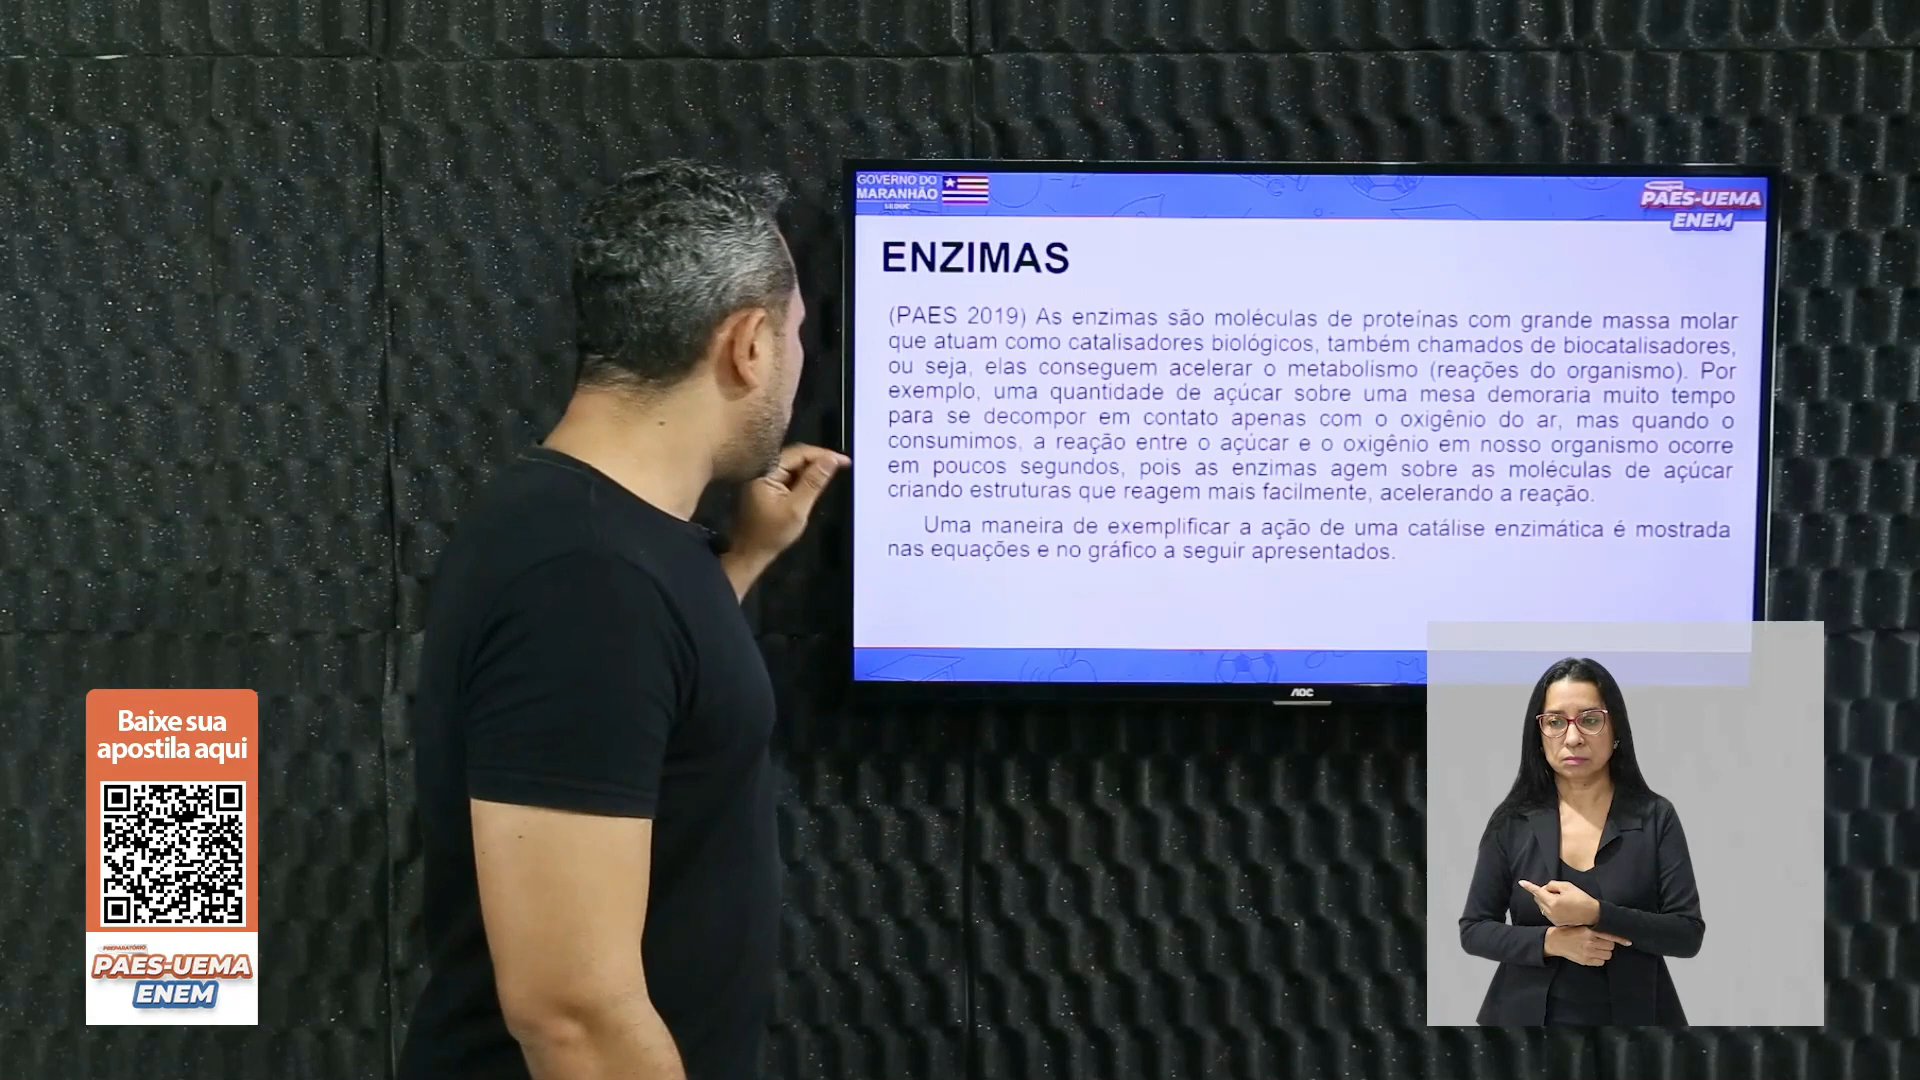 GOVERNO DO
MARANHÃO
SEDUC
PAES-UEMA
ENEM
ENZIMAS
(PAES 2019) As enzimas são moléculas de proteínas com grande massa molar
que atuam como catalisadores biológicos, também chamados de biocatalisadores,
ou seja, elas conseguem acelerar o metabolismo (reações do organismo). Por
exemplo, uma quantidade de açúcar sobre uma mesa demoraria muito tempo
para se decompor em contato apenas com o oxigênio do ar, mas quando o
consumimos, a reação entre o açúcar e o oxigênio em nosso organismo ocorre
em poucos segundos, pois as enzimas agem sobre as moléculas de açúcar
criando estruturas que reagem mais facilmente, acelerando a reação.
Uma maneira de exemplificar a ação de uma catálise enzimática é mostrada
nas equações e no gráfico a seguir apresentados.
AOC
Baixe sua
apostila aqui
PREPARATÓRIO
PAES-UEMA
ENEM